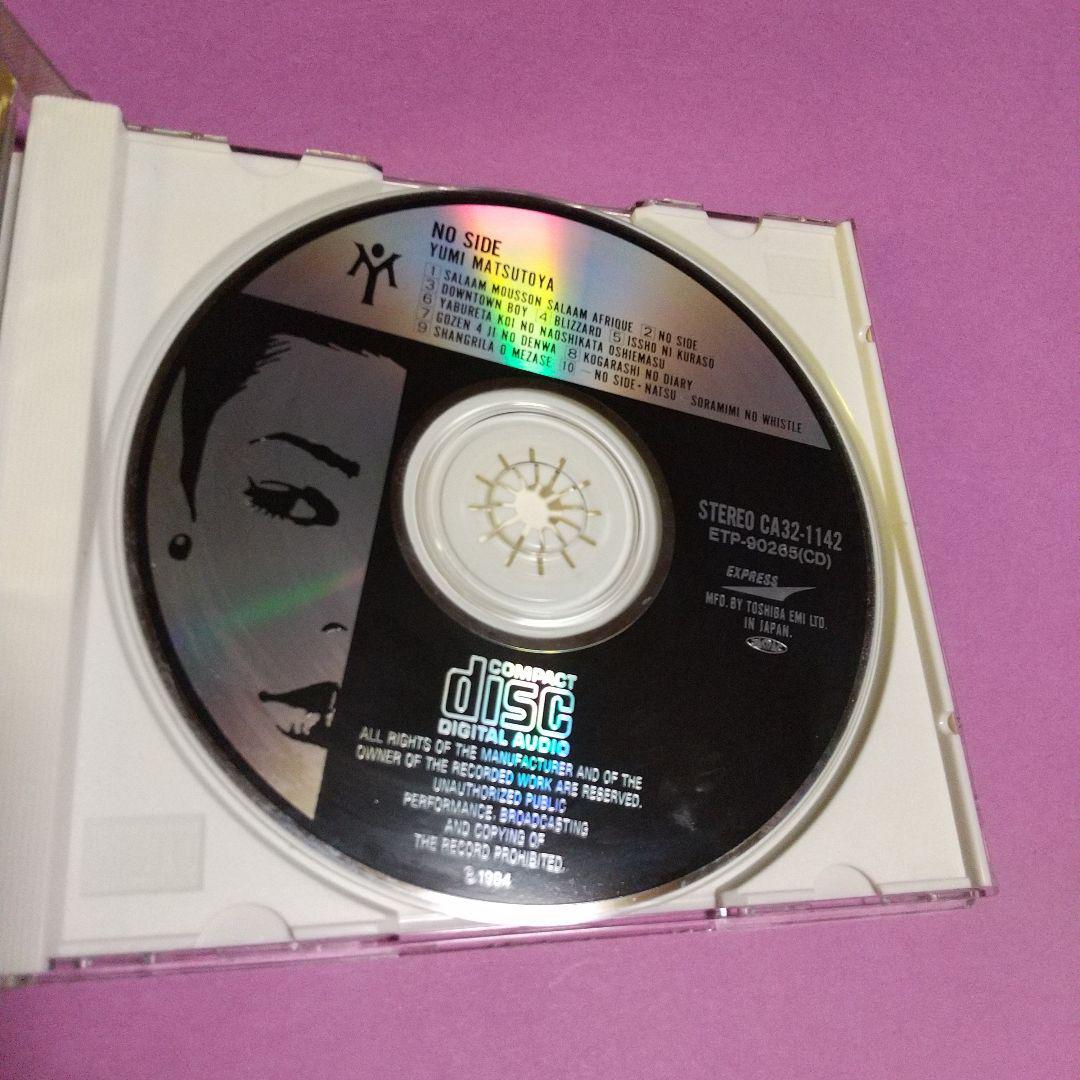 NO SIDE
YUMI MATSUTOYA
1 SALAAM MOUSSON SALAAM AFRIQUE 2 NO SIDE
3 DOWNTOWN BOY 4 BLIZZARD 5 ISSHO NI KURASO
6 YABURETA KOI NO NAOSHIKATA OSHIEMASU
7 GOZEN 4 JI NO DENWA 8 KOGARASHI NO DIARY
9 SHANGRILA O MEZASE 10 —NO SIDE·NATSU— SORAMIMI NO WHISTLE
STEREO CA32-1142
ETP-90265(CD)
EXPRESS
MFD. BY TOSHIBA EMI LTD.
IN JAPAN.
COMPACT
disc
DIGITAL AUDIO
ALL RIGHTS OF THE MANUFACTURER AND OF THE
OWNER OF THE RECORDED WORK ARE RESERVED.
UNAUTHORIZED PUBLIC
PERFORMANCE, BROADCASTING
AND COPYING OF
THE RECORD PROHIBITED.
℗1984